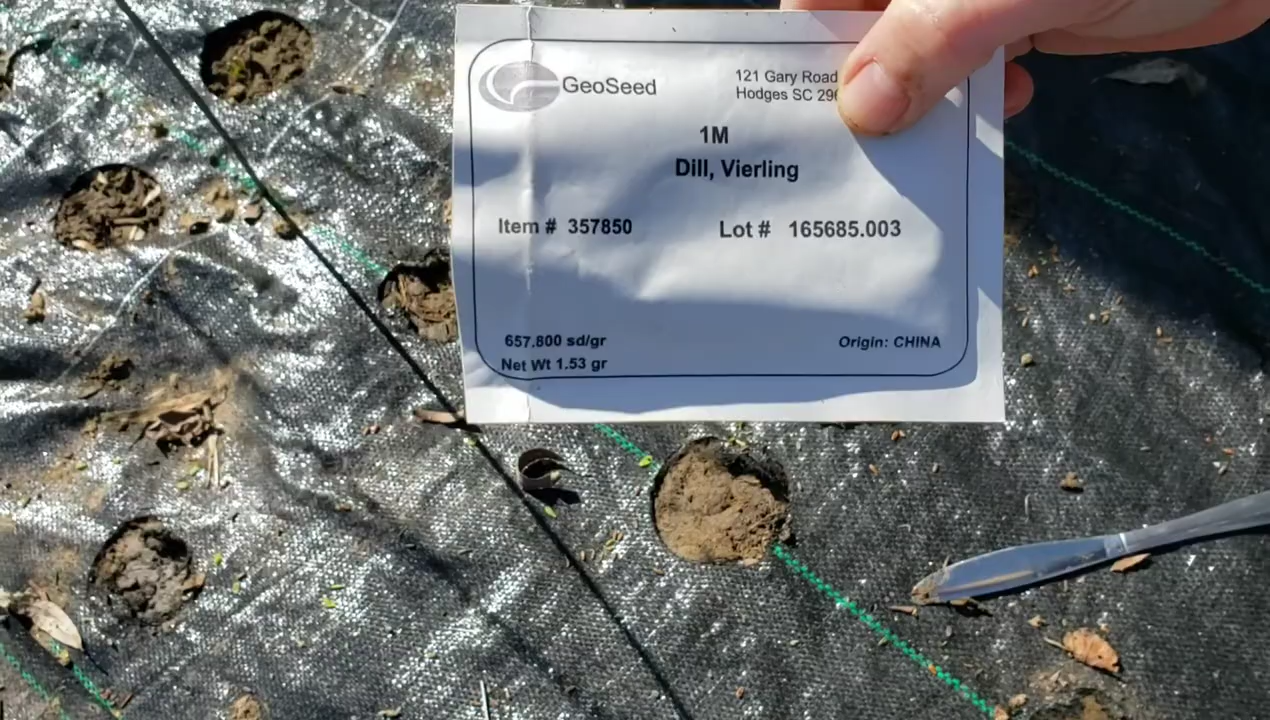 GeoSeed
121 Gary Road
Hodges SC
1M
Dill, Vierling
Item # 357850
Lot # 165685.003
657.800 sd/gr
Net Wt 1.53 gr
Origin: CHINA